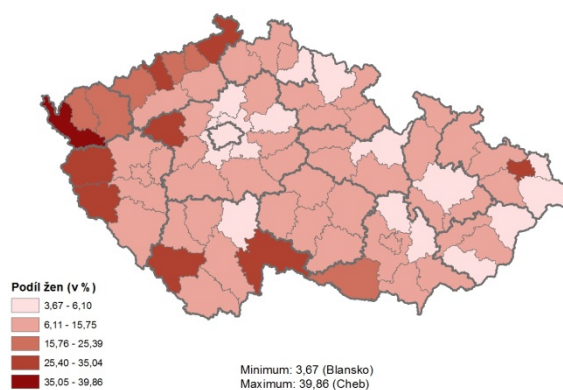 Podíl žen (v %)
3,67 - 6,10
6,11 - 15,75
15,76 - 25,39
25,40 - 35,04
35,05 - 39,86
Minimum: 3,67 (Blansko)
Maximum: 39,86 (Cheb)